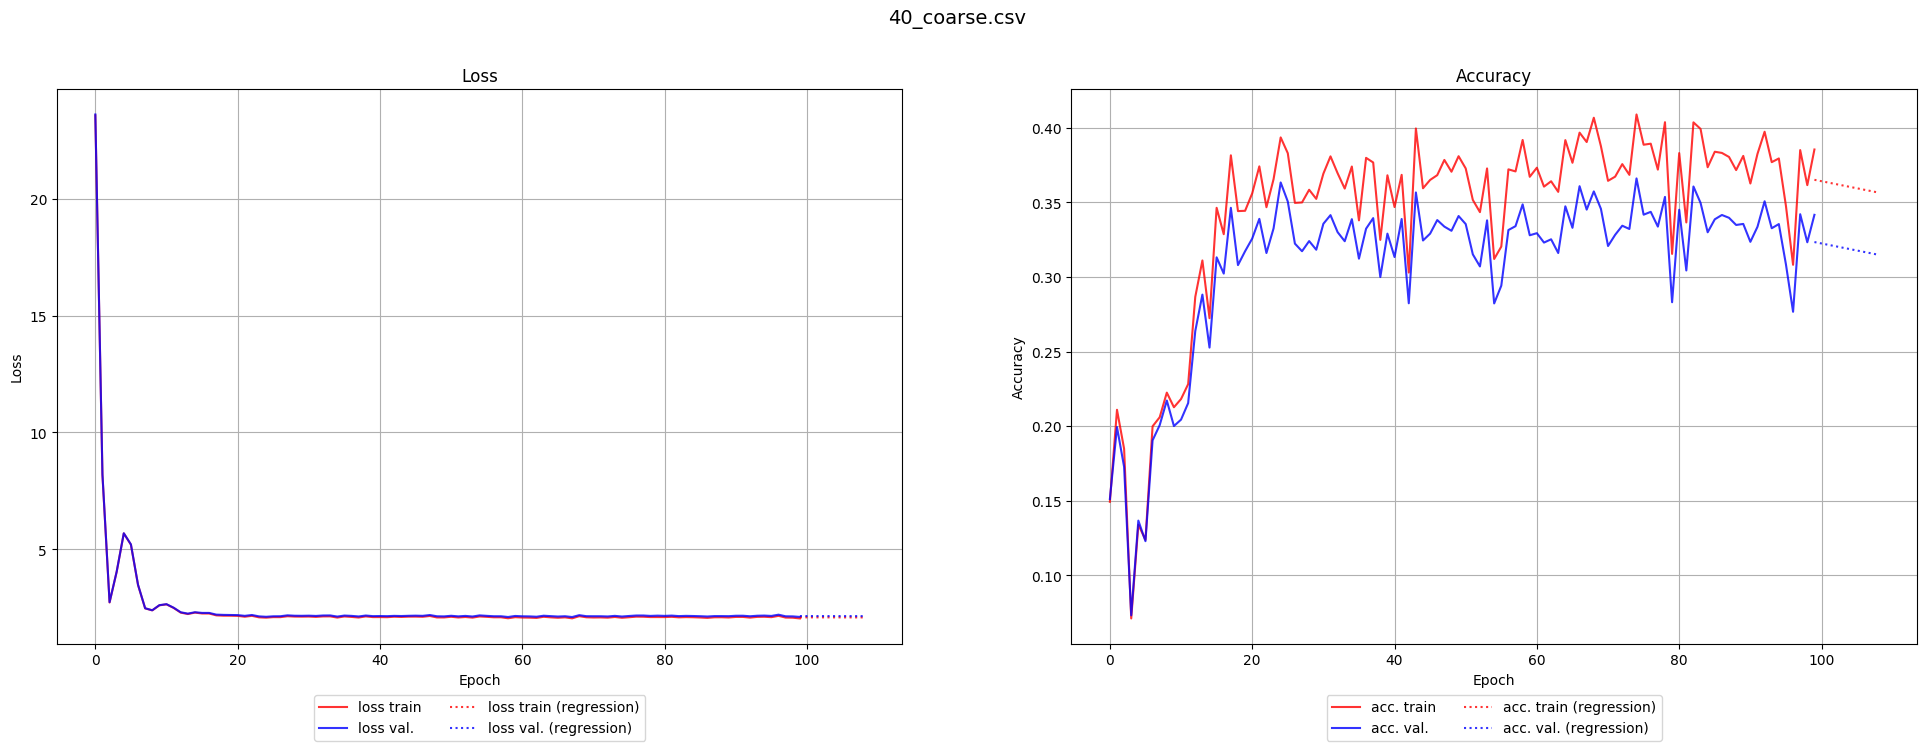 40_coarse.csv
Loss
Loss
20
15
10
5
0 20 40 60 80 100
Epoch
loss train loss train (regression)
loss val. loss val. (regression)
Accuracy
Accuracy
0.40
0.35
0.30
0.25
0.20
0.15
0.10
0 20 40 60 80 100
Epoch
acc. train acc. train (regression)
acc. val. acc. val. (regression)